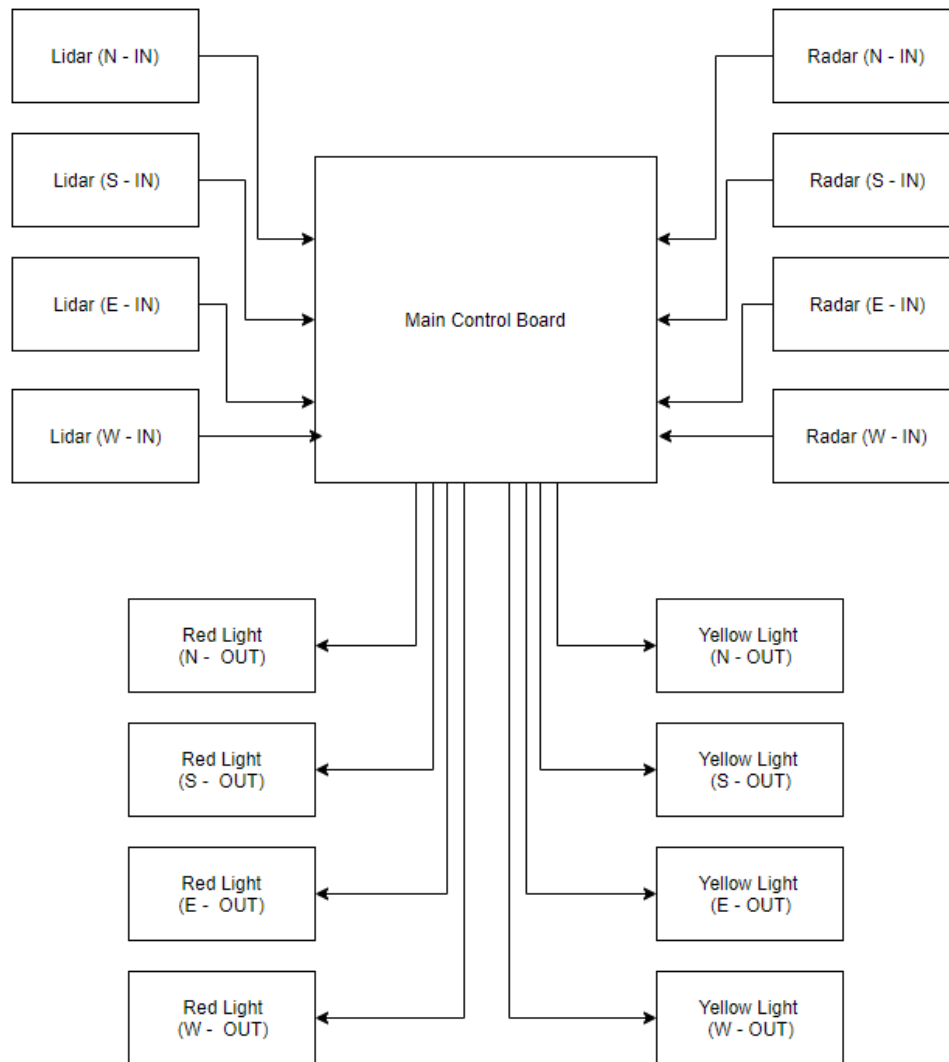 Lidar (N - IN)
Radar (N - IN)
Lidar (S - IN)
Radar (S - IN)
Lidar (E - IN)
Main Control Board
Radar (E - IN)
Lidar (W - IN)
Radar (W - IN)
Red Light
(N -  OUT)
Yellow Light
(N - OUT)
Red Light
(S -  OUT)
Yellow Light
(S - OUT)
Red Light
(E -  OUT)
Yellow Light
(E - OUT)
Red Light
(W -  OUT)
Yellow Light
(W - OUT)